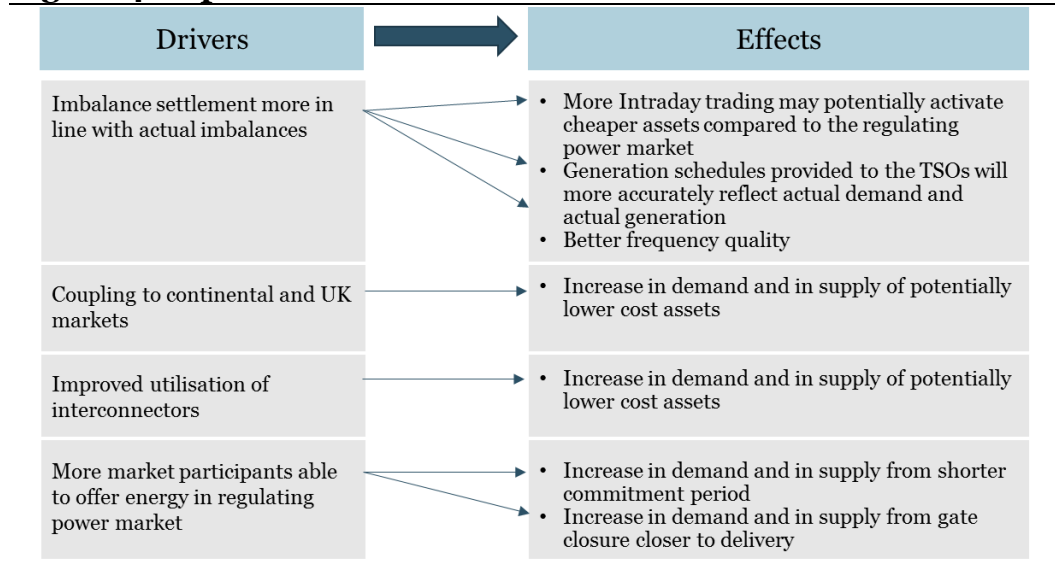 Drivers
Effects
Imbalance settlement more in
line with actual imbalances
• More Intraday trading may potentially activate
cheaper assets compared to the regulating
power market
• Generation schedules provided to the TSOs will
more accurately reflect actual demand and
actual generation
• Better frequency quality
Coupling to continental and UK
markets
• Increase in demand and in supply of potentially
lower cost assets
Improved utilisation of
interconnectors
• Increase in demand and in supply of potentially
lower cost assets
More market participants able
to offer energy in regulating
power market
• Increase in demand and in supply from shorter
commitment period
• Increase in demand and in supply from gate
closure closer to delivery